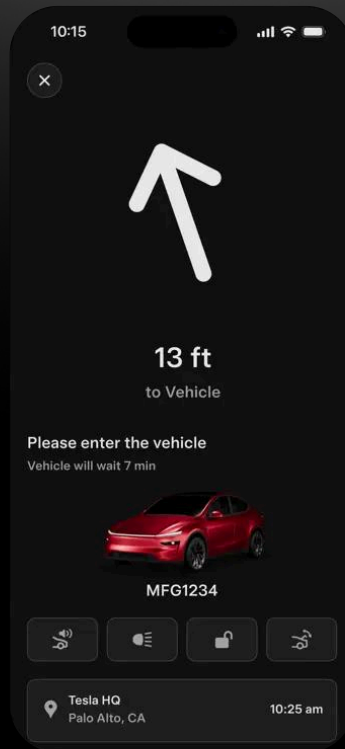 10:15
13 ft
to Vehicle
Please enter the vehicle
Vehicle will wait 7 min
MFG1234
Tesla HQ
Palo Alto, CA
10:25 am